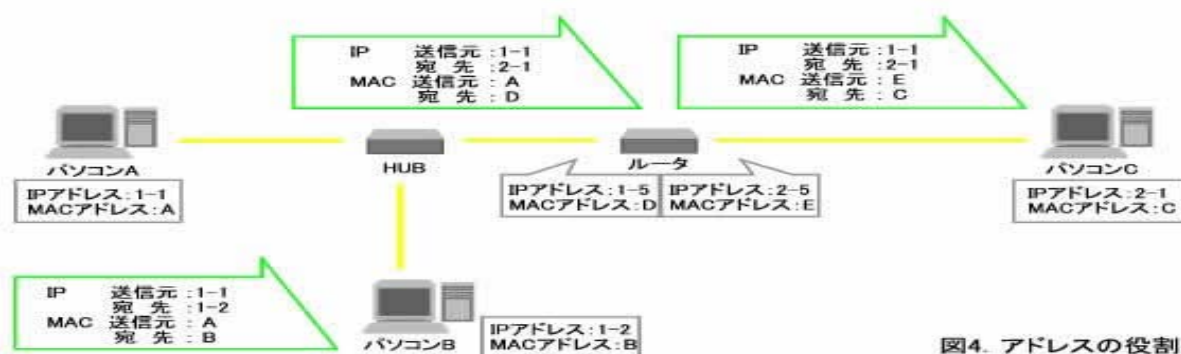 IP 送信元:1-1
宛 先:2-1
MAC 送信元:A
宛 先:D
IP 送信元:1-1
宛 先:2-1
MAC 送信元:E
宛 先:C
パソコンA
IPアドレス:1-1
MACアドレス:A
HUB
ルータ
IPアドレス:1-5
MACアドレス:D
IPアドレス:2-5
MACアドレス:E
パソコンC
IPアドレス:2-1
MACアドレス:C
IP 送信元:1-1
宛 先:1-2
MAC 送信元:A
宛 先:B
パソコンB
IPアドレス:1-2
MACアドレス:B
図4. アドレスの役割